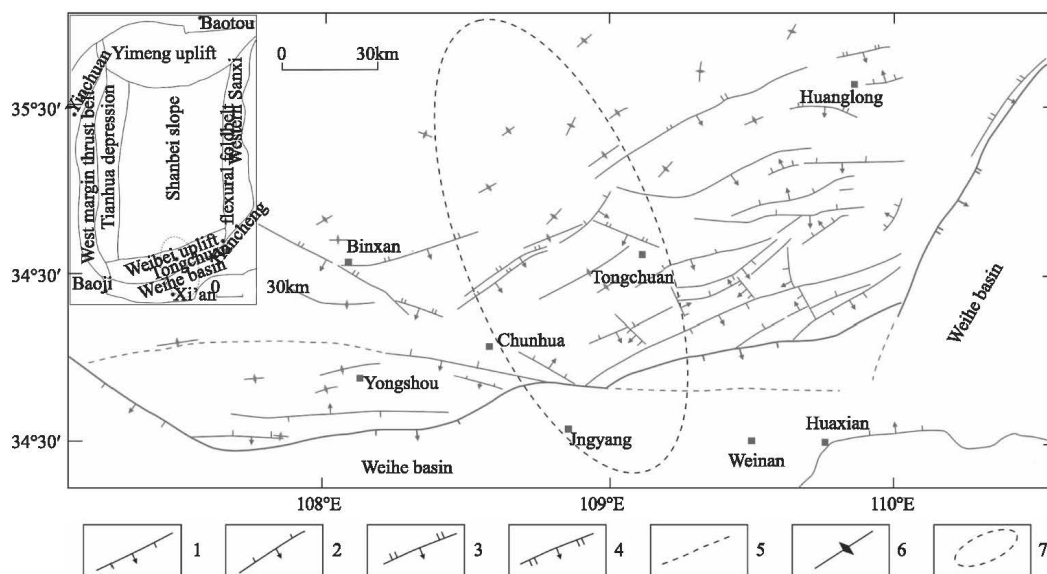 Baotou
Yimeng uplift
Xinchuan
West margin thrust belt
Tianhua depression
Shanbei slope
flexural foldbelt
Western Sanxi
Weibei uplift
Tongchuan
Hancheng
Weihe basin
Baoji
Xi'an
0 30km
0 30km
35°30′
34°30′
34°30′
Huanglong
Binxan
Tongchuan
Chunhua
Yongshou
Jngyang
Weinan
Huaxian
Weihe basin
Weihe basin
108°E
109°E
110°E
1
2
3
4
5
6
7